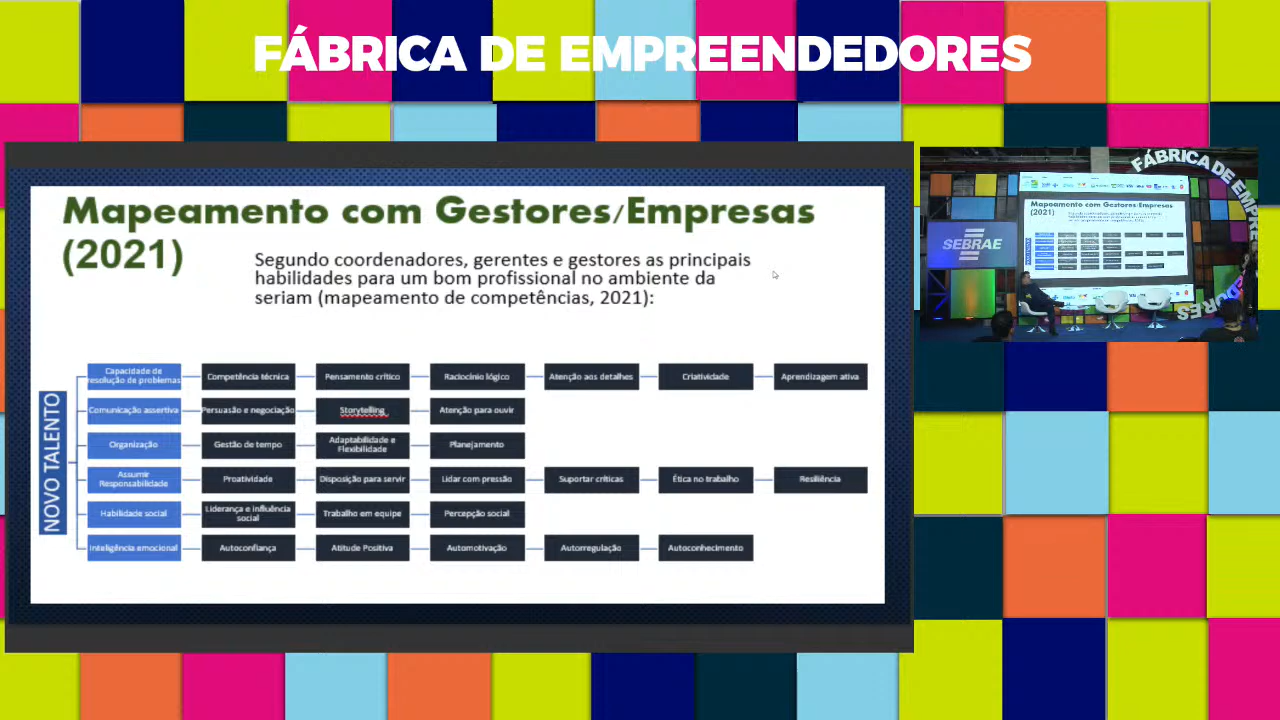 FÁBRICA DE EMPREENDEDORES
Mapeamento com Gestores/Empresas
(2021)
Segundo coordenadores, gerentes e gestores as principais
habilidades para um bom profissional no ambiente da
seriam (mapeamento de competências, 2021):
NOVO TALENTO
Capacidade de
resolução de problemas
Competência técnica
Pensamento crítico
Raciocínio lógico
Atenção aos detalhes
Criatividade
Aprendizagem ativa
Comunicação assertiva
Persuasão e negociação
Storytelling
Atenção para ouvir
Organização
Gestão de tempo
Adaptabilidade e
Flexibilidade
Planejamento
Assumir
Responsabilidade
Proatividade
Disposição para servir
Lidar com pressão
Suportar críticas
Ética no trabalho
Resiliência
Habilidade social
Liderança e influência
social
Trabalho em equipe
Percepção social
Inteligência emocional
Autoconfiança
Atitude Positiva
Automotivação
Autorregulação
Autoconhecimento
FÁBRICA DE EMPRE
Mapeamento com Gestores/Empresas
(2021)
SEBRAE